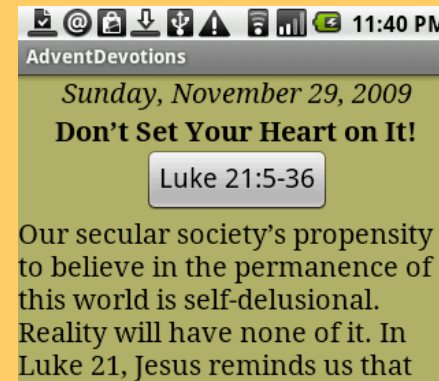 11:40 PM
AdventDevotions
Sunday, November 29, 2009
Don't Set Your Heart on It!
Luke 21:5-36
Our secular society's propensity
to believe in the permanence of
this world is self-delusional.
Reality will have none of it. In
Luke 21, Jesus reminds us that